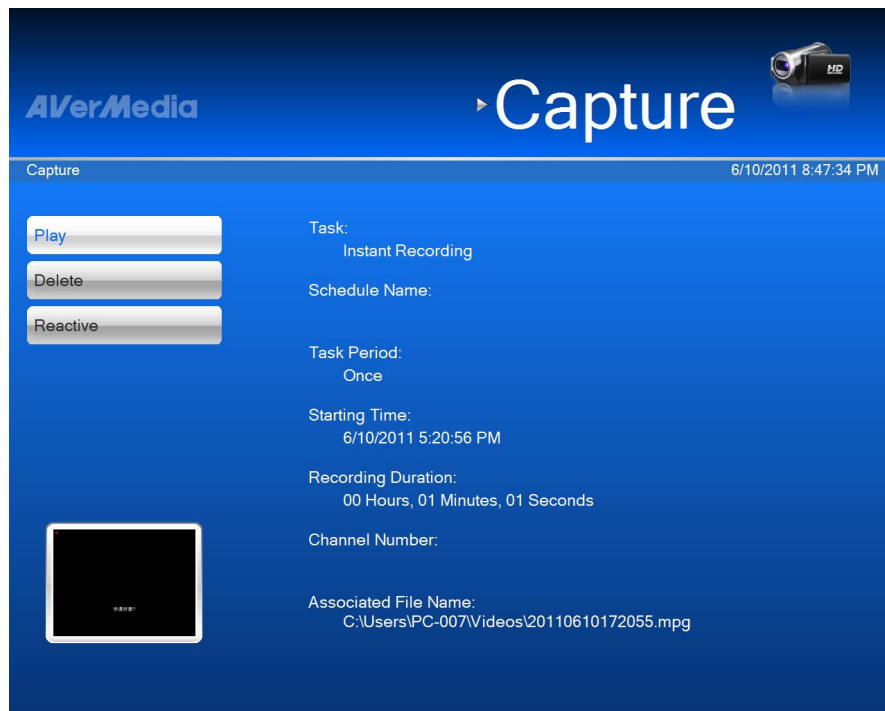 AVerMedia
Capture
HD
Capture
6/10/2011 8:47:34 PM
Play
Delete
Reactive
Task:
Instant Recording
Schedule Name:
Task Period:
Once
Starting Time:
6/10/2011 5:20:56 PM
Recording Duration:
00 Hours, 01 Minutes, 01 Seconds
Channel Number:
Associated File Name:
C:\Users\PC-007\Videos\20110610172055.mpg